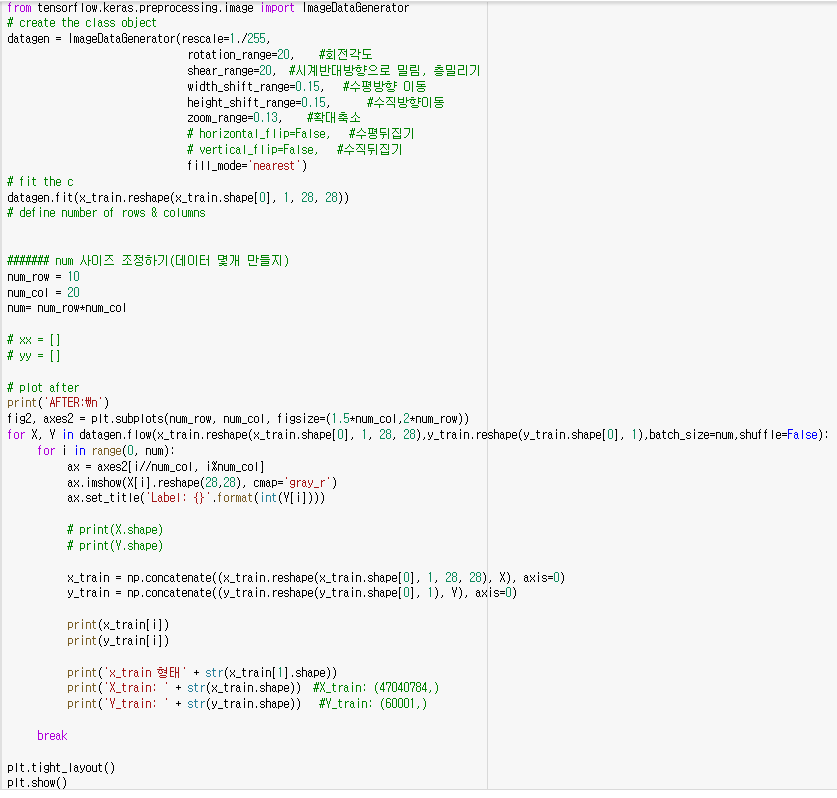 from tensorflow.keras.preprocessing.image import ImageDataGenerator
# create the class object
datagen = ImageDataGenerator(rescale=1./255,
rotation_range=20, #회전각도
shear_range=20, #시계반대방향으로 밀림, 층밀리기
width_shift_range=0.15, #수평방향 이동
height_shift_range=0.15, #수직방향이동
zoom_range=0.13, #확대축소
# horizontal_flip=False, #수평뒤집기
# vertical_flip=False, #수직뒤집기
fill_mode='nearest')
# fit the c
datagen.fit(x_train.reshape(x_train.shape[0], 1, 28, 28))
# define number of rows & columns
####### num 사이즈 조정하기(데이터 몇개 만들지)
num_row = 10
num_col = 20
num= num_row*num_col
# xx = []
# yy = []
# plot after
print('AFTER:₩n')
fig2, axes2 = plt.subplots(num_row, num_col, figsize=(1.5*num_col,2*num_row))
for X, Y in datagen.flow(x_train.reshape(x_train.shape[0], 1, 28, 28),y_train.reshape(y_train.shape[0], 1),batch_size=num,shuffle=False):
for i in range(0, num):
ax = axes2[i//num_col, i%num_col]
ax.imshow(X[i].reshape(28,28), cmap='gray_r')
ax.set_title('Label: {}'.format(int(Y[i])))
# print(X.shape)
# print(Y.shape)
x_train = np.concatenate((x_train.reshape(x_train.shape[0], 1, 28, 28), X), axis=0)
y_train = np.concatenate((y_train.reshape(y_train.shape[0], 1), Y), axis=0)
print(x_train[i])
print(y_train[i])
print('x_train 형태' + str(x_train[1].shape))
print('X_train: ' + str(x_train.shape)) #X_train: (47040784,)
print('Y_train: ' + str(y_train.shape)) #Y_train: (60001,)
break
plt.tight_layout()
plt.show()